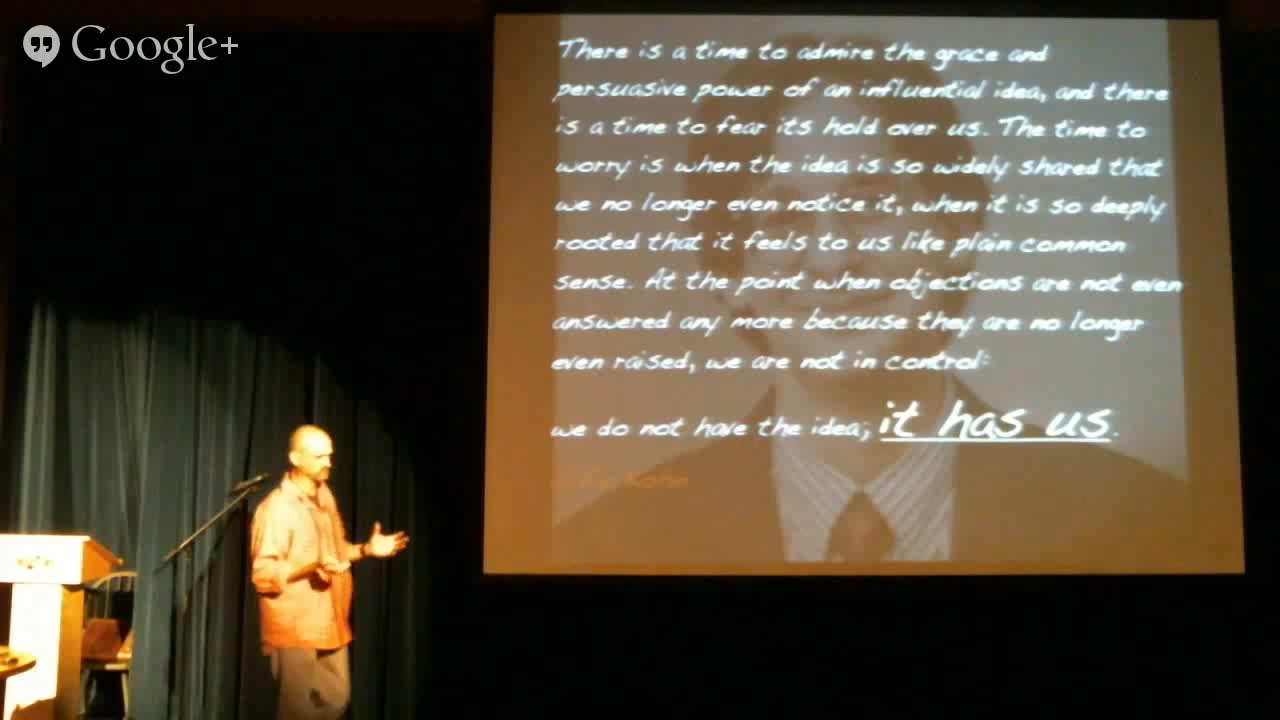 Google+
There is a time to admire the grace and
persuasive power of an influential idea, and there
is a time to fear its hold over us. The time to
worry is when the idea is so widely shared that
we no longer even notice it, when it is so deeply
rooted that it feels to us like plain common
sense. At the point when objections are not even
answered any more because they are no longer
even raised, we are not in control:
we do not have the idea; it has us.
Kohn